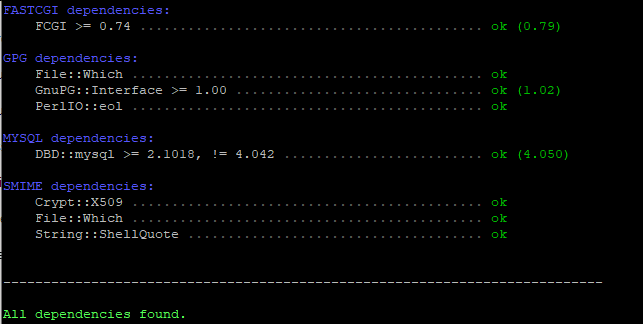 FASTCGI dependencies:
FCGI >= 0.74 ...................................... ok (0.79)
GPG dependencies:
File::Which ....................................... ok
GnuPG::Interface >= 1.00 ............................ ok (1.02)
PerlIO::eol ....................................... ok
MYSQL dependencies:
DBD::mysql >= 2.1018, != 4.042 ...................... ok (4.050)
SMIME dependencies:
Crypt::X509 ....................................... ok
File::Which ....................................... ok
String::ShellQuote ................................. ok
---------------------------------------------------------------------------
All dependencies found.